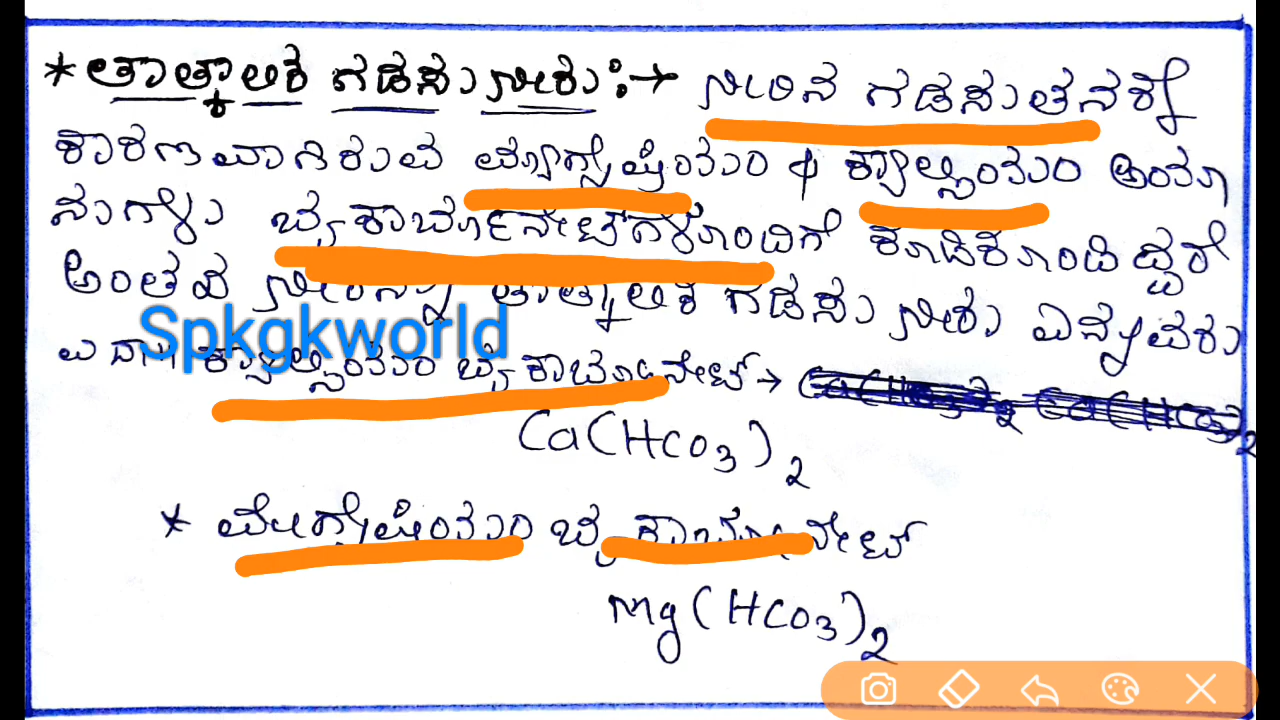 * ತಾತ್ಕಾಲಿಕ ಗಡಸು ನೀರು :→ ನೀರಿನ ಗಡಸುತನಕ್ಕೆ
ಕಾರಣವಾಗಿರುವ ಮ್ಯಾಗ್ನೇಷಿಯಂ & ಕ್ಯಾಲ್ಸಿಯಂ ಅಯಾ
ನುಗಳು ಬೈಕಾರ್ಬೋನೇಟ್‌ಗಳೊಂದಿಗೆ ಕೂಡಿಕೊಂಡಿದ್ದರೆ
ಅಂತಹ ನೀರನ್ನು ತಾತ್ಕಾಲಿಕ ಗಡಸು ನೀರು ಎನ್ನುವರು
Spkgkworld
ಕ್ಯಾಲ್ಸಿಯಂ ಬೈಕಾರ್ಬೋನೇಟ್ →
Ca(HCO3)2
* ಮೆಗ್ನೇಷಿಯಂ ಬೈಕಾರ್ಬೋನೇಟ್
Mg(HCO3)2